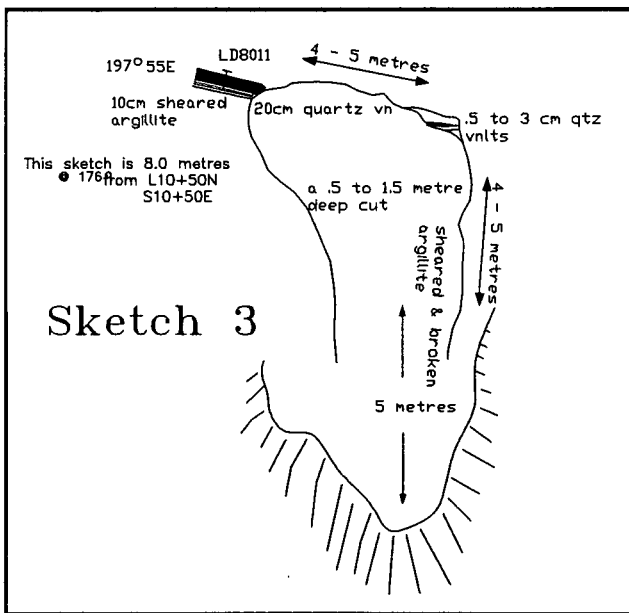 4 - 5 metres
LD8011
197° 55E
10cm sheared
argillite
20cm quartz vn
.5 to 3 cm qtz
vnlts
This sketch is 8.0 metres
@ 176° from L10+50N
S10+50E
a .5 to 1.5 metre
deep cut
4 - 5 metres
sheared & broken
argillite
Sketch 3
5 metres